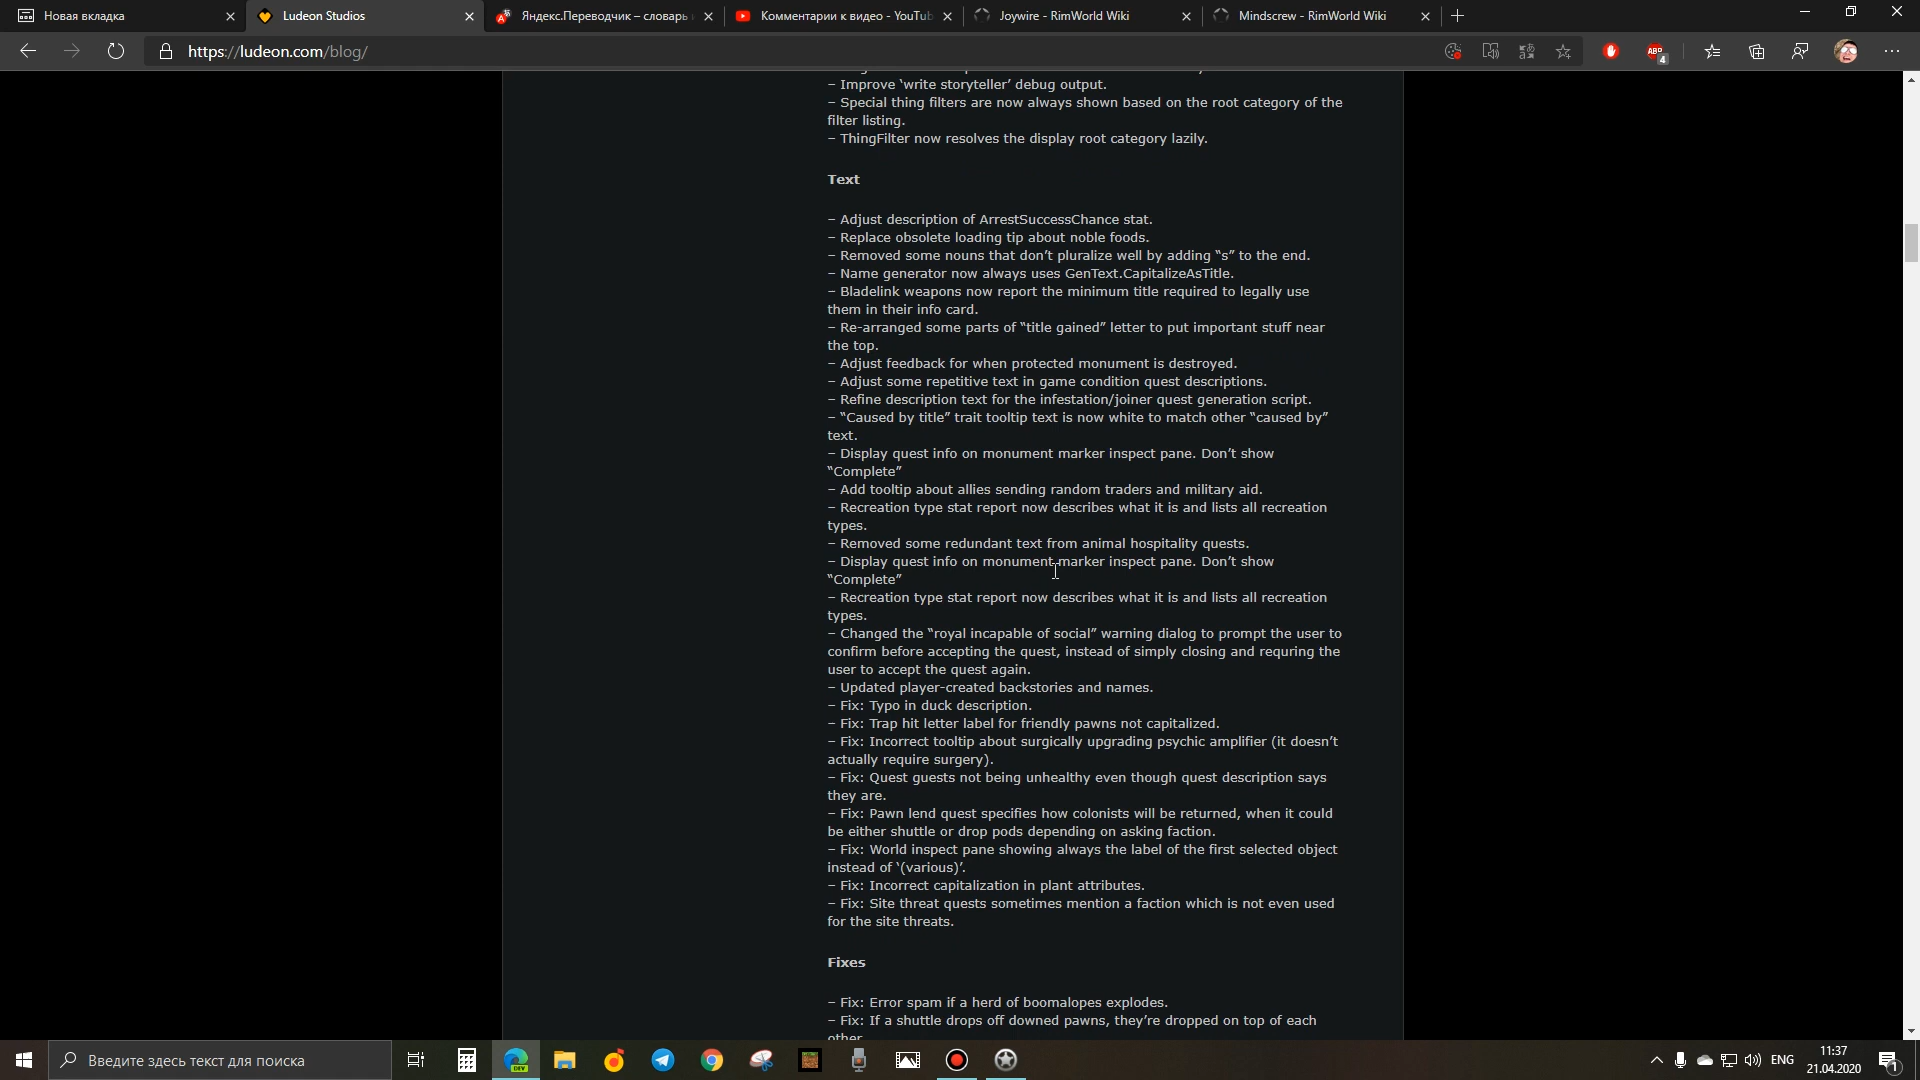 Новая вкладка
Ludeon Studios
Яндекс.Переводчик – словарь
Комментарии к видео - YouTub
Joywire - RimWorld Wiki
Mindscrew - RimWorld Wiki
https://ludeon.com/blog/
ABP
4
– Improve ‘write storyteller’ debug output.
– Special thing filters are now always shown based on the root category of the
filter listing.
– ThingFilter now resolves the display root category lazily.
Text
– Adjust description of ArrestSuccessChance stat.
– Replace obsolete loading tip about noble foods.
– Removed some nouns that don’t pluralize well by adding “s” to the end.
– Name generator now always uses GenText.CapitalizeAsTitle.
– Bladelink weapons now report the minimum title required to legally use
them in their info card.
– Re-arranged some parts of “title gained” letter to put important stuff near
the top.
– Adjust feedback for when protected monument is destroyed.
– Adjust some repetitive text in game condition quest descriptions.
– Refine description text for the infestation/joiner quest generation script.
– “Caused by title” trait tooltip text is now white to match other “caused by”
text.
– Display quest info on monument marker inspect pane. Don’t show
“Complete”
– Add tooltip about allies sending random traders and military aid.
– Recreation type stat report now describes what it is and lists all recreation
types.
– Removed some redundant text from animal hospitality quests.
– Display quest info on monument marker inspect pane. Don’t show
“Complete”
– Recreation type stat report now describes what it is and lists all recreation
types.
– Changed the “royal incapable of social” warning dialog to prompt the user to
confirm before accepting the quest, instead of simply closing and requring the
user to accept the quest again.
– Updated player-created backstories and names.
– Fix: Typo in duck description.
– Fix: Trap hit letter label for friendly pawns not capitalized.
– Fix: Incorrect tooltip about surgically upgrading psychic amplifier (it doesn’t
actually require surgery).
– Fix: Quest guests not being unhealthy even though quest description says
they are.
– Fix: Pawn lend quest specifies how colonists will be returned, when it could
be either shuttle or drop pods depending on asking faction.
– Fix: World inspect pane showing always the label of the first selected object
instead of ‘(various)’.
– Fix: Incorrect capitalization in plant attributes.
– Fix: Site threat quests sometimes mention a faction which is not even used
for the site threats.
Fixes
– Fix: Error spam if a herd of boomalopes explodes.
– Fix: If a shuttle drops off downed pawns, they’re dropped on top of each
other.
Введите здесь текст для поиска
DEV
ENG
11:37
21.04.2020
1